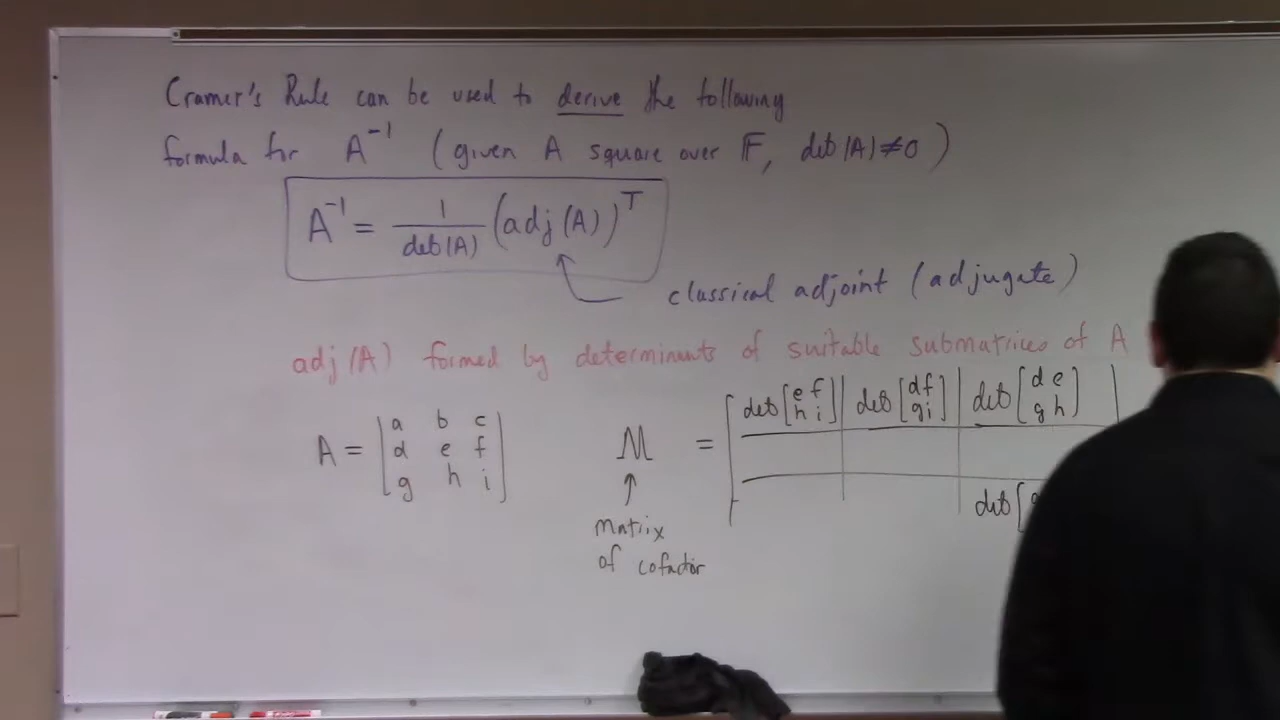 Cramer's Rule can be used to derive the following
formula for A⁻¹ (given A square over 𝔽, det(A)≠0)
A⁻¹ = 1/det(A) (adj(A))ᵀ
classical adjoint (adjugate)
adj(A) formed by determinants of suitable submatrices of A
A = [a b c
d e f
g h i]
M = [det[e f
h i] det[d f
g i] det[d e
g h]
det[
matrix
of cofactor